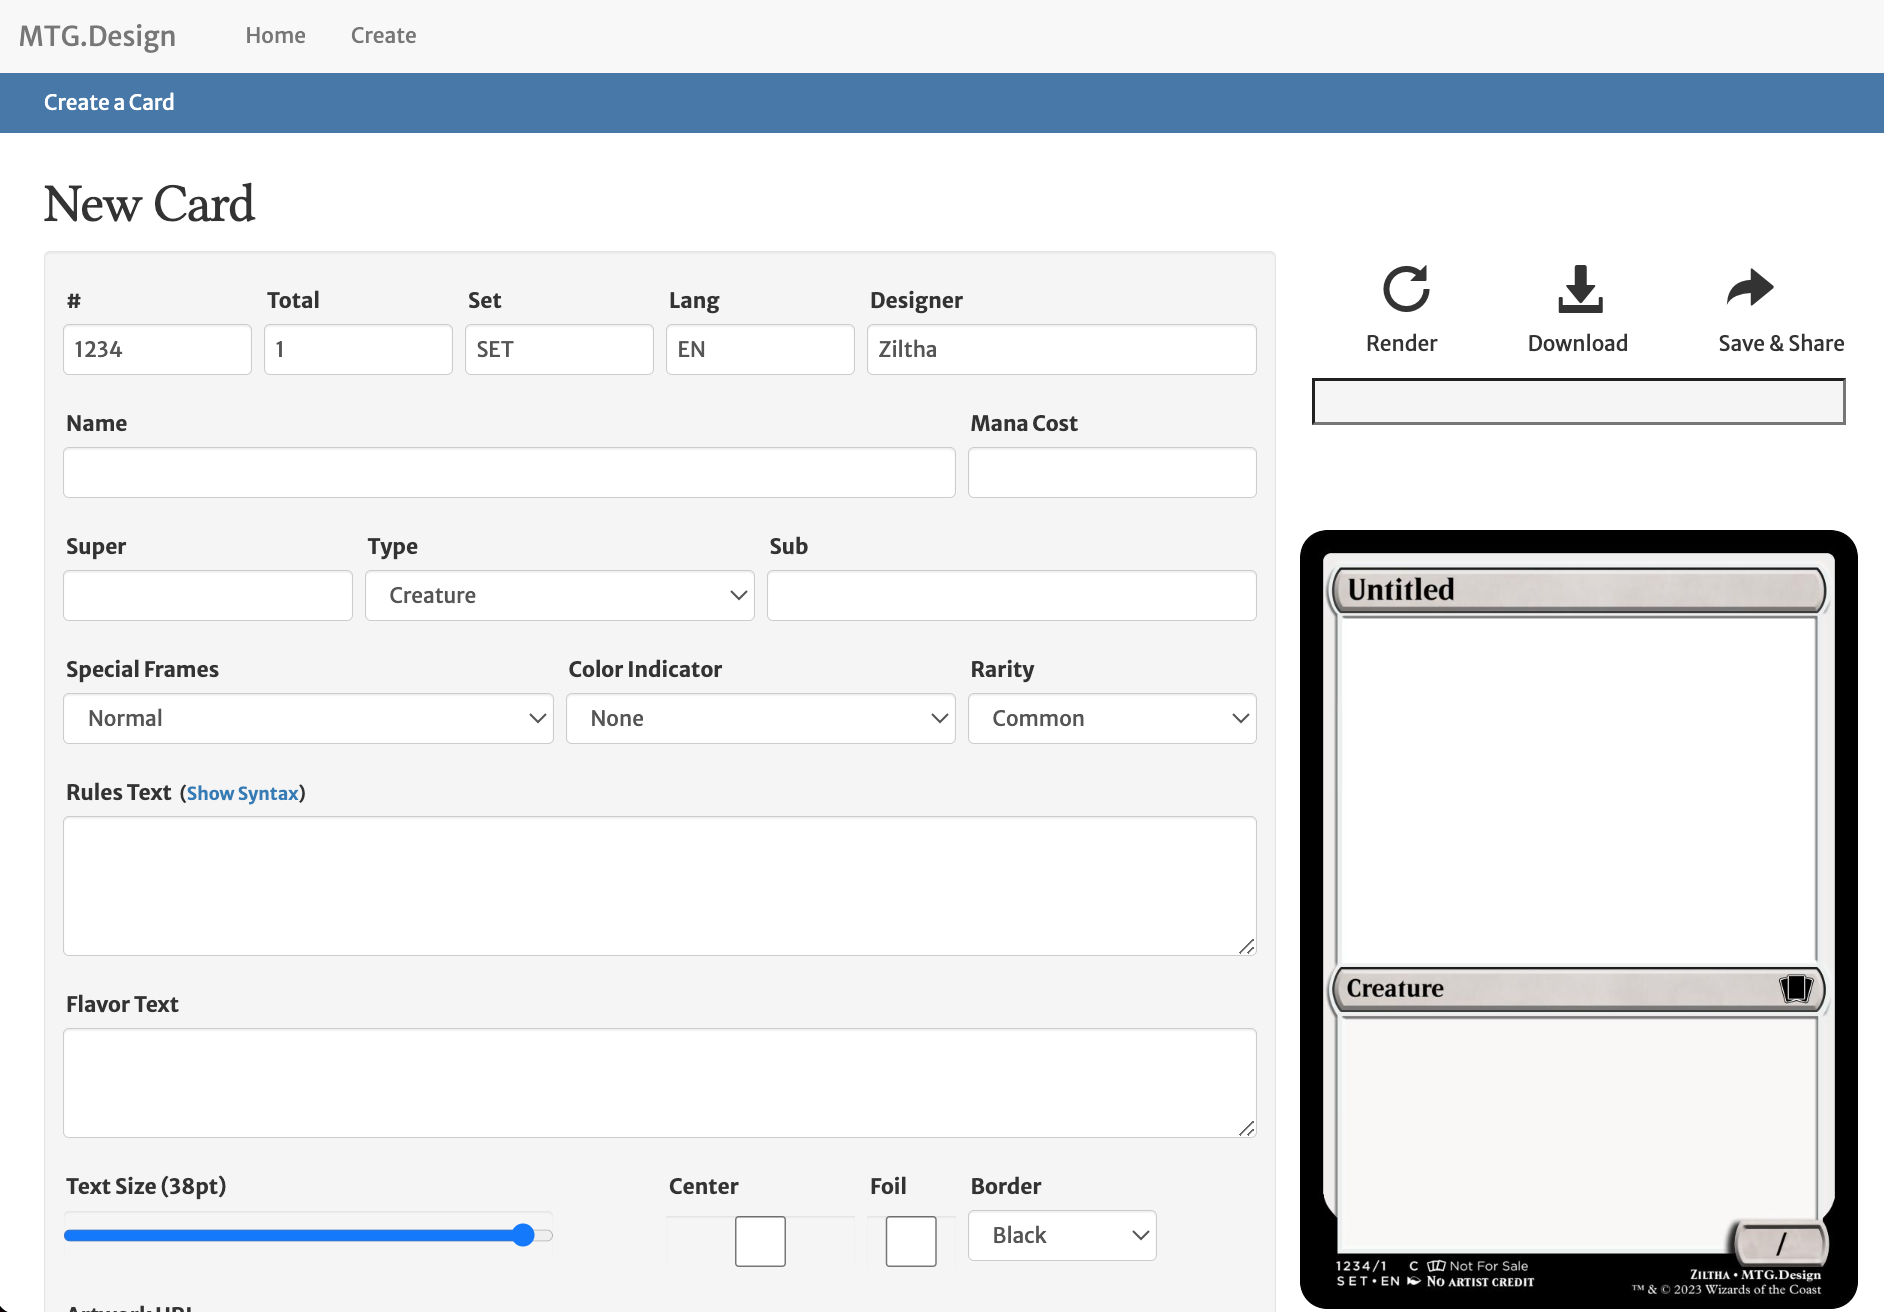 MTG.Design Home Create
Create a Card
New Card
# Total Set Lang Designer
1234 1 SET EN Ziltha
Render Download Save & Share
Name Mana Cost
Super Type Sub
Creature
Special Frames Color Indicator Rarity
Normal None Common
Rules Text (Show Syntax)
Flavor Text
Text Size (38pt) Center Foil Border
Black
Artwork URL
Untitled
Creature
/
1234/1 C Not For Sale
SET • EN No artist credit
Ziltha • MTG.Design
™ & © 2023 Wizards of the Coast